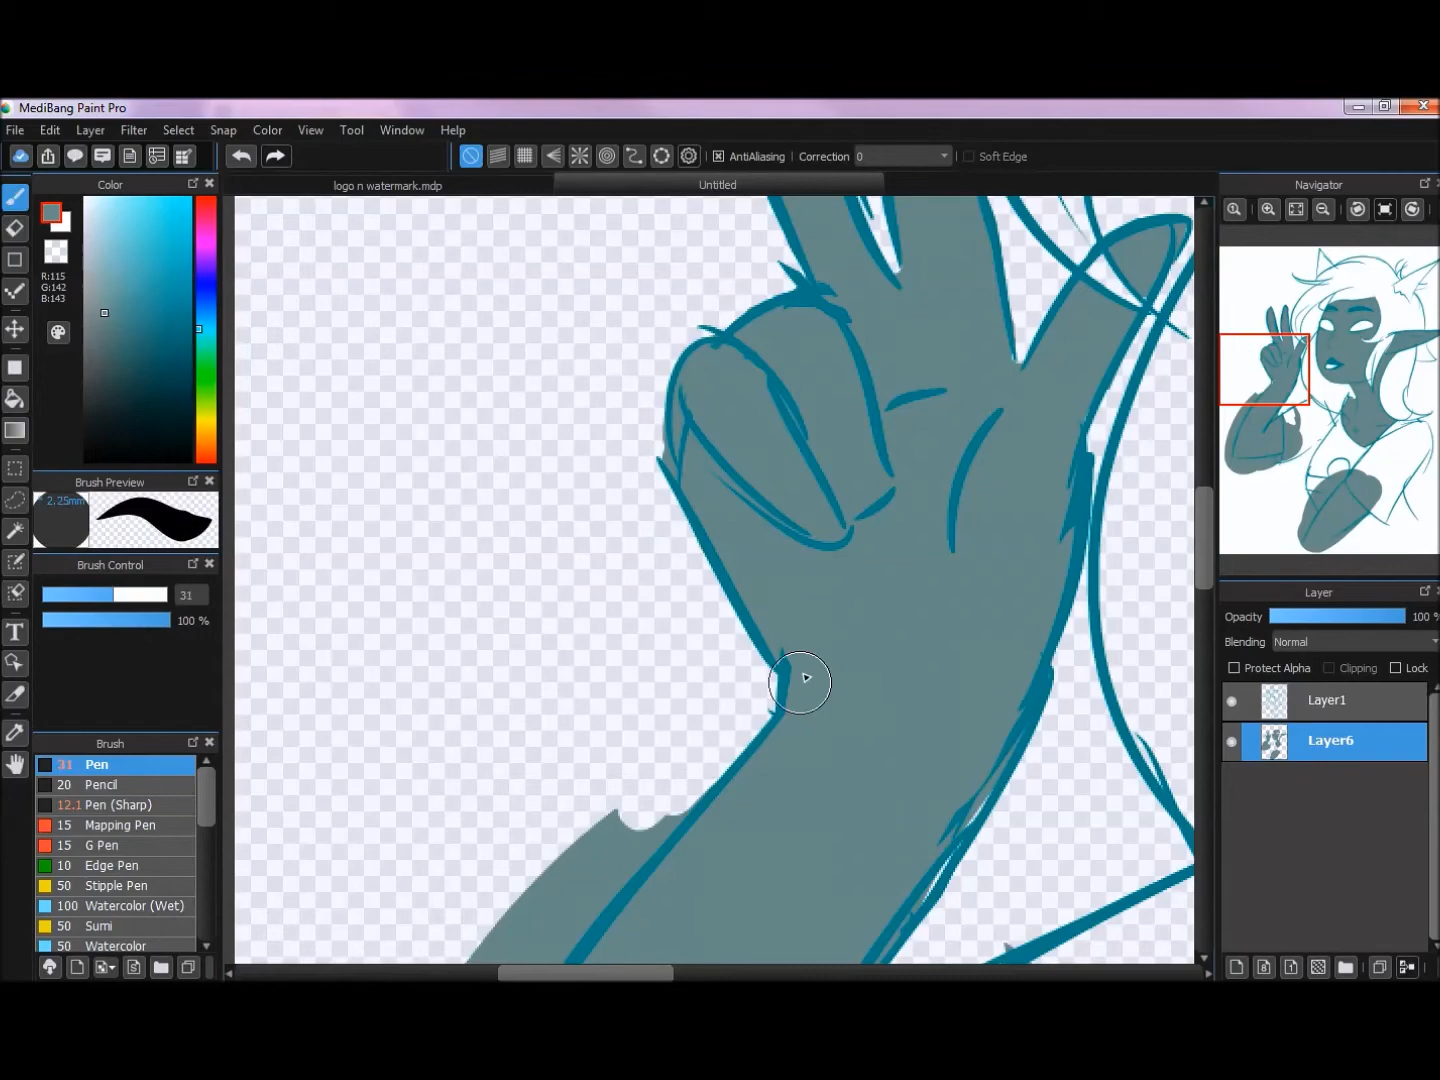 MediBang Paint Pro
File Edit Layer Filter Select Snap Color View Tool Window Help
AntiAliasing Correction 0 Soft Edge
Color
logo n watermark.mdp
Untitled
Navigator
R:115
G:142
B:143
Brush Preview
2.25mm
Brush Control
31
100 %
Brush
31 Pen
20 Pencil
12.1 Pen (Sharp)
15 Mapping Pen
15 G Pen
10 Edge Pen
50 Stipple Pen
100 Watercolor (Wet)
50 Sumi
50 Watercolor
T
Layer
Opacity 100 %
Blending Normal
Protect Alpha Clipping Lock
Layer1
Layer6